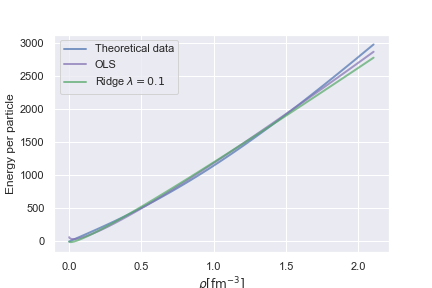 3000
2500
2000
1500
1000
500
0
Energy per particle
Theoretical data
OLS
Ridge λ = 0.1
0.0 0.5 1.0 1.5 2.0
ρ[fm⁻³]